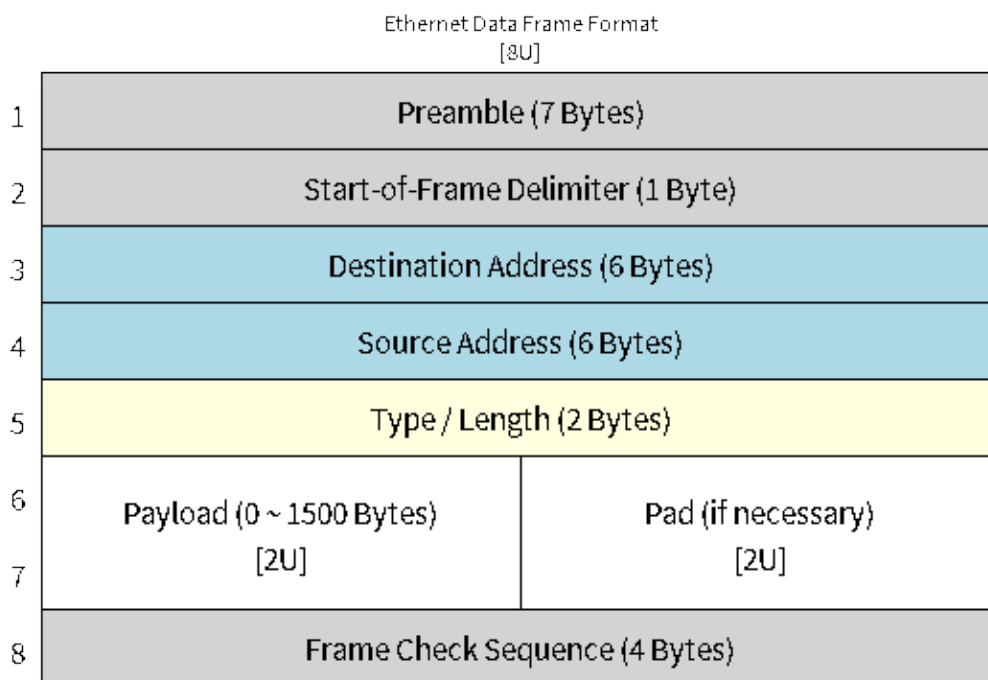 Ethernet Data Frame Format
[8U]
1
Preamble (7 Bytes)
2
Start-of-Frame Delimiter (1 Byte)
3
Destination Address (6 Bytes)
4
Source Address (6 Bytes)
5
Type / Length (2 Bytes)
6
Payload (0 ~ 1500 Bytes)
[2U]
Pad (if necessary)
[2U]
7
8
Frame Check Sequence (4 Bytes)